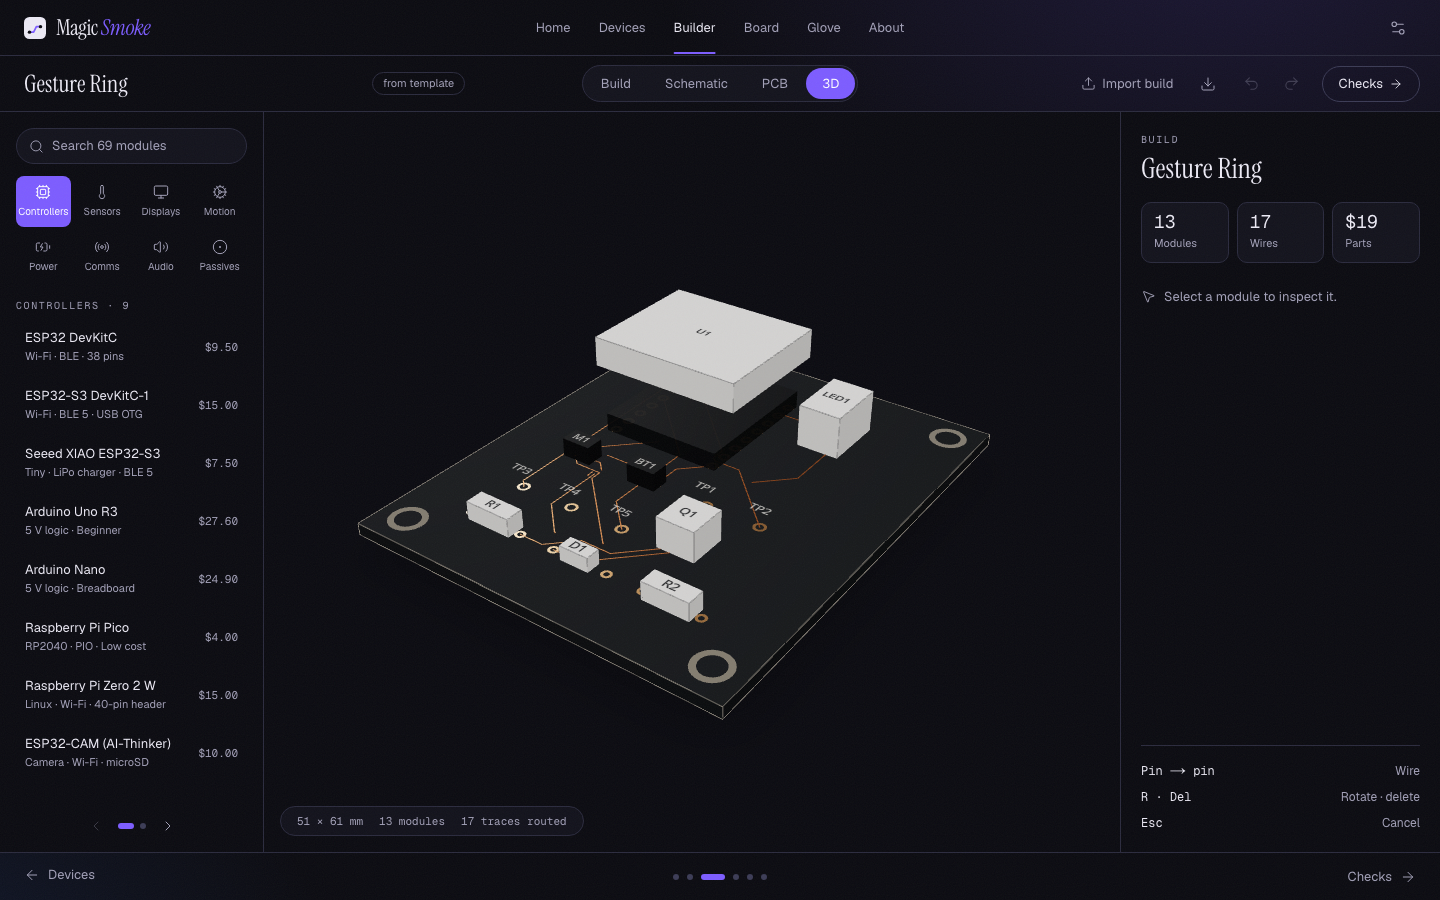 Magic Smoke
Home
Devices
Builder
Board
Glove
About
Gesture Ring
from template
Build
Schematic
PCB
3D
Import build
Checks
Search 69 modules
Controllers
Sensors
Displays
Motion
Power
Comms
Audio
Passives
CONTROLLERS · 9
ESP32 DevKitC
Wi-Fi · BLE · 38 pins
$9.50
ESP32-S3 DevKitC-1
Wi-Fi · BLE 5 · USB OTG
$15.00
Seeed XIAO ESP32-S3
Tiny · LiPo charger · BLE 5
$7.50
Arduino Uno R3
5 V logic · Beginner
$27.60
Arduino Nano
5 V logic · Breadboard
$24.90
Raspberry Pi Pico
RP2040 · PIO · Low cost
$4.00
Raspberry Pi Zero 2 W
Linux · Wi-Fi · 40-pin header
$15.00
ESP32-CAM (AI-Thinker)
Camera · Wi-Fi · microSD
$10.00
U1
LED1
M1
BT1
TP3
TP4
TP1
TP5
TP2
R1
Q1
D1
R2
51 × 61 mm
13 modules
17 traces routed
BUILD
Gesture Ring
13
Modules
17
Wires
$19
Parts
Select a module to inspect it.
Pin → pin
Wire
R · Del
Rotate · delete
Esc
Cancel
Devices
Checks